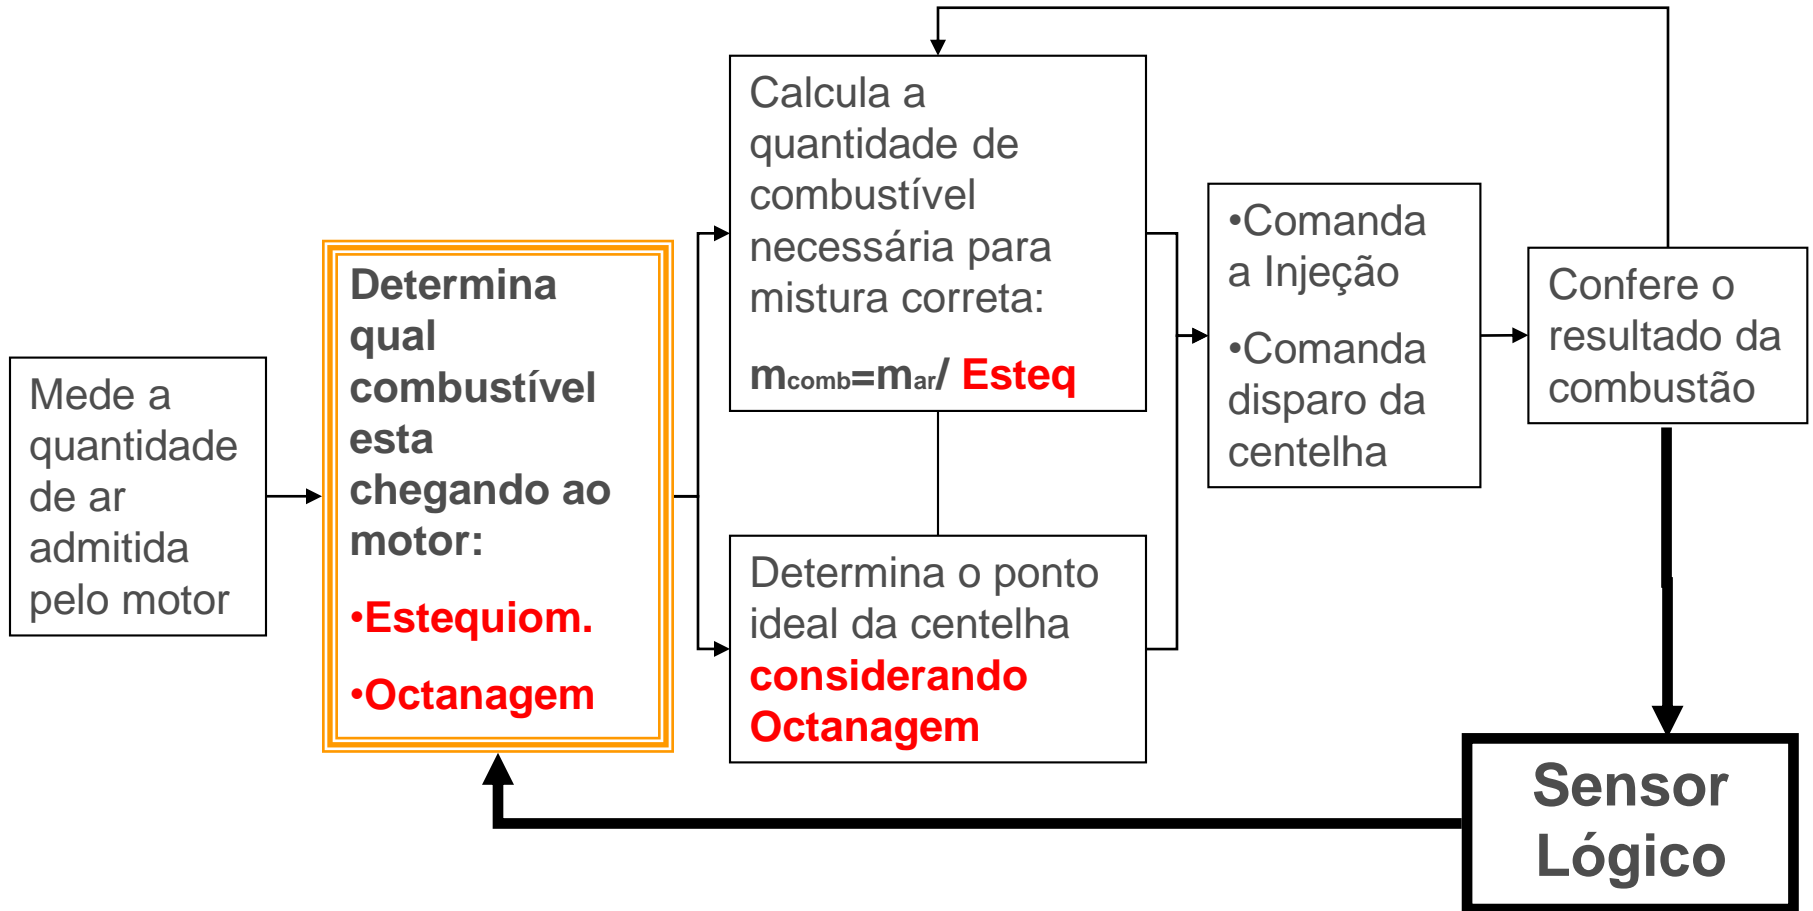 Mede a
quantidade
de ar
admitida
pelo motor
Determina
qual
combustível
esta
chegando ao
motor:
•Estequiom.
•Octanagem
Calcula a
quantidade de
combustível
necessária para
mistura correta:
mcomb=mar/ Esteq
Determina o ponto
ideal da centelha
considerando
Octanagem
•Comanda
a Injeção
•Comanda
disparo da
centelha
Confere o
resultado da
combustão
Sensor
Lógico